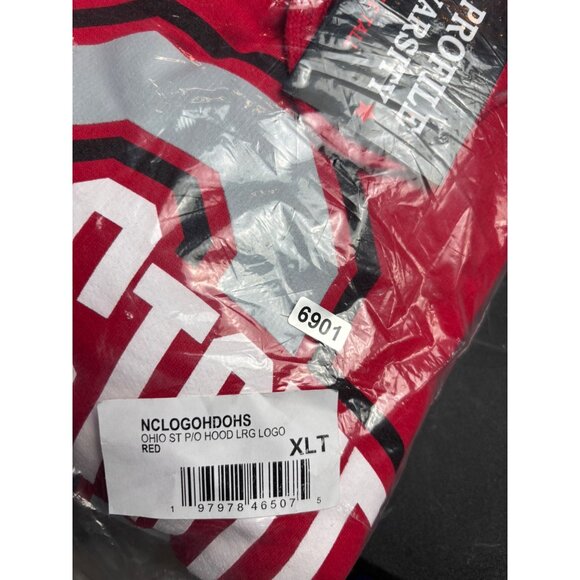 PROFILE
VARSITY
6901
NCLOGOHDOHS
OHIO ST P/O HOOD LRG LOGO
RED
XLT
1 97978 46507 5